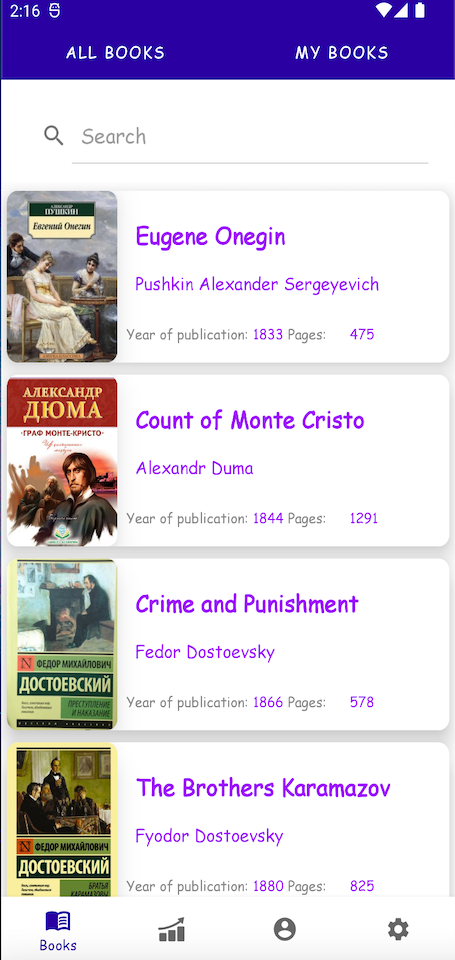 2:16
ALL BOOKS MY BOOKS
Search
АЛЕКСАНДР
ПУШКИН
Евгений Онегин
Eugene Onegin
Pushkin Alexander Sergeyevich
Year of publication: 1833 Pages: 475
АЛЕКСАНДР
ДЮМА
·ГРАФ МОНТЕ-КРИСТО·
Count of Monte Cristo
Alexandr Duma
Year of publication: 1844 Pages: 1291
N ФЕДОР МИХАЙЛОВИЧ
ДОСТОЕВСКИЙ
ПРЕСТУПЛЕНИЕ
И НАКАЗАНИЕ
Crime and Punishment
Fedor Dostoevsky
Year of publication: 1866 Pages: 578
N ФЕДОР МИХАЙЛОВИЧ
ДОСТОЕВСКИЙ
БРАТЬЯ
КАРАМАЗОВЫ
The Brothers Karamazov
Fyodor Dostoevsky
Year of publication: 1880 Pages: 825
Books